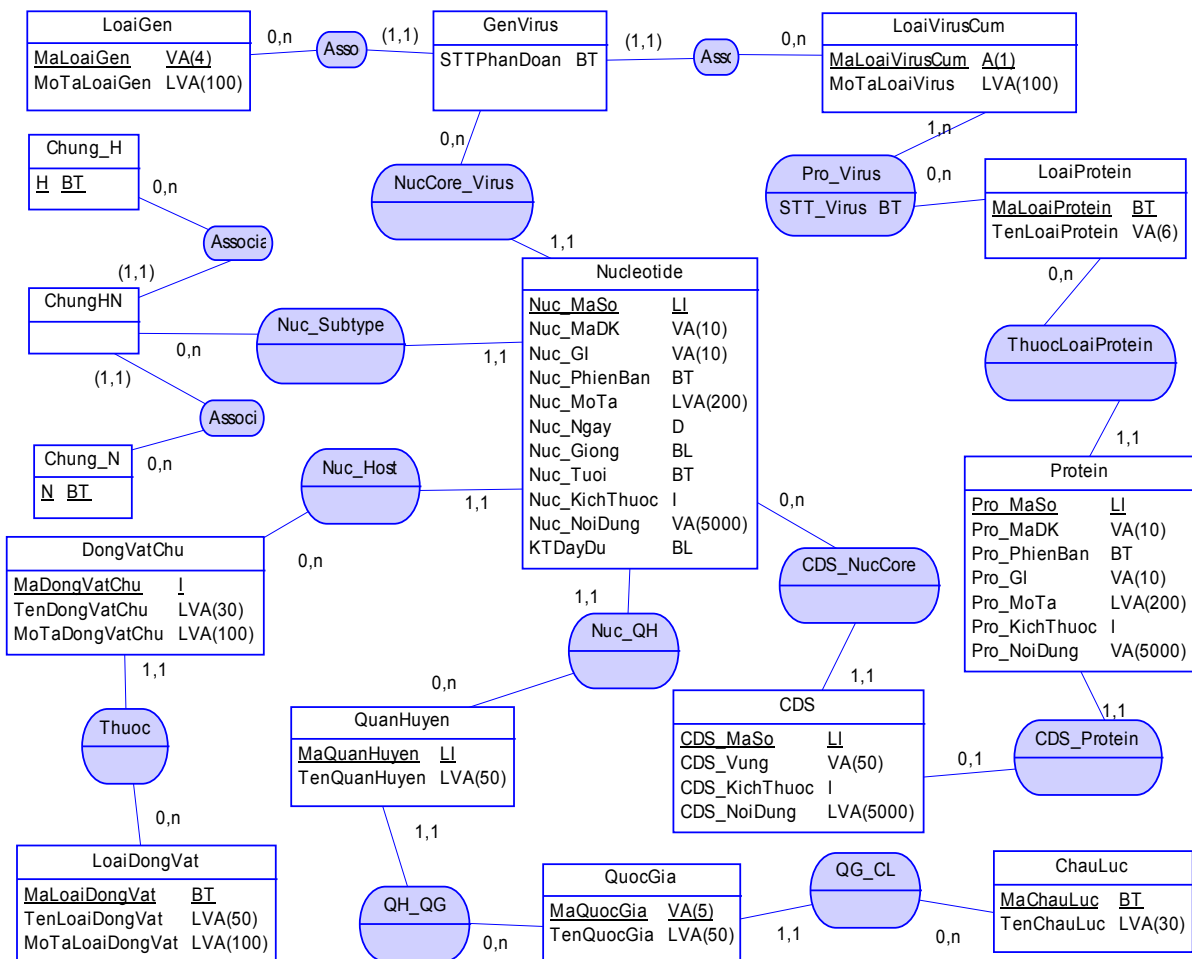 LoaiGen
MaLoaiGen VA(4)
MoTaLoaiGen LVA(100)
0,n
Asso
(1,1)
GenVirus
STTPhanDoan BT
(1,1)
Assc
0,n
LoaiVirusCum
MaLoaiVirusCum A(1)
MoTaLoaiVirus LVA(100)
0,n
1,n
Chung_H
H BT
0,n
NucCore_Virus
Pro_Virus
STT_Virus BT
0,n
LoaiProtein
MaLoaiProtein BT
TenLoaiProtein VA(6)
Associa
1,1
0,n
(1,1)
ChungHN
0,n
Nuc_Subtype
1,1
Nucleotide
Nuc_MaSo LI
Nuc_MaDK VA(10)
Nuc_GI VA(10)
Nuc_PhienBan BT
Nuc_MoTa LVA(200)
Nuc_Ngay D
Nuc_Giong BL
Nuc_Tuoi BT
Nuc_KichThuoc I
Nuc_NoiDung VA(5000)
KTDayDu BL
ThuocLoaiProtein
1,1
(1,1)
Associ
0,n
Chung_N
N BT
Nuc_Host
1,1
0,n
0,n
Protein
Pro_MaSo LI
Pro_MaDK VA(10)
Pro_PhienBan BT
Pro_GI VA(10)
Pro_MoTa LVA(200)
Pro_KichThuoc I
Pro_NoiDung VA(5000)
DongVatChu
MaDongVatChu I
TenDongVatChu LVA(30)
MoTaDongVatChu LVA(100)
CDS_NucCore
1,1
1,1
Nuc_QH
0,n
1,1
1,1
Thuoc
QuanHuyen
MaQuanHuyen LI
TenQuanHuyen LVA(50)
CDS
CDS_MaSo LI
CDS_Vung VA(50)
CDS_KichThuoc I
CDS_NoiDung LVA(5000)
0,1
CDS_Protein
0,n
1,1
LoaiDongVat
MaLoaiDongVat BT
TenLoaiDongVat LVA(50)
MoTaLoaiDongVat LVA(100)
QH_QG
0,n
QuocGia
MaQuocGia VA(5)
TenQuocGia LVA(50)
1,1
QG_CL
0,n
ChauLuc
MaChauLuc BT
TenChauLuc LVA(30)